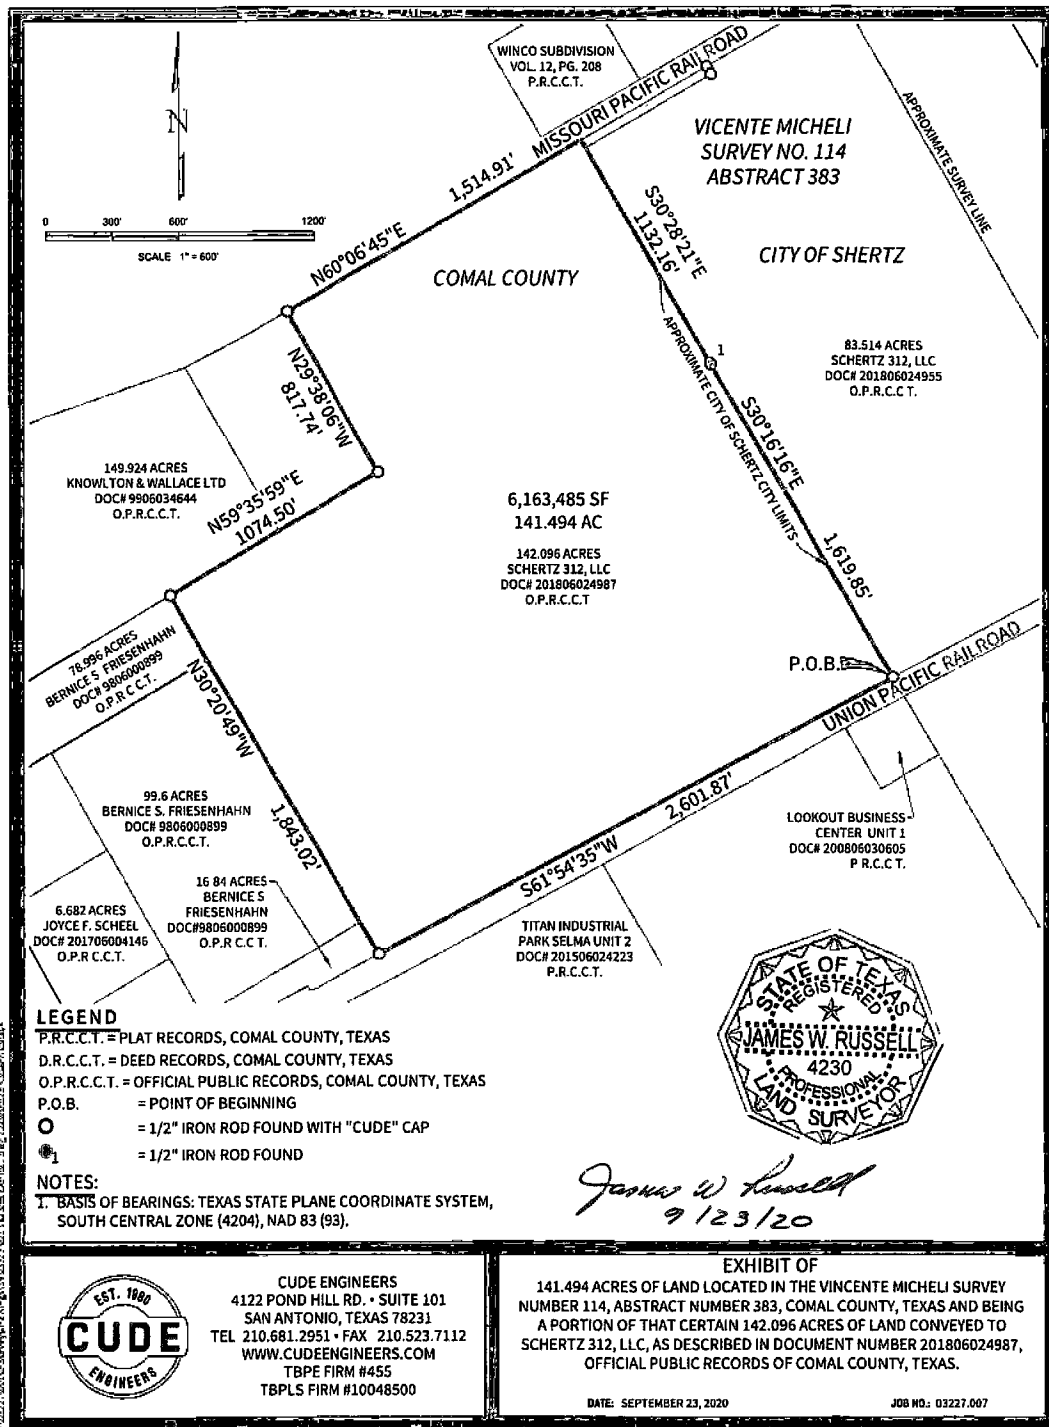 WINCO SUBDIVISION
VOL. 12, PG. 208
P.R.C.C.T.
MISSOURI PACIFIC RAILROAD
N
VICENTE MICHELI
SURVEY NO. 114
ABSTRACT 383
APPROXIMATE SURVEY LINE
0 300' 600' 1200'
SCALE 1" = 600'
N60°06'45"E 1,514.91'
COMAL COUNTY
S30°28'21"E
1132.16'
CITY OF SHERTZ
83.514 ACRES
SCHERTZ 312, LLC
DOC# 201806024955
O.P.R.C.C T.
1
APPROXIMATE CITY OF SCHERTZ CITY LIMITS
N29°38'06"W
817.74'
S30°16'16"E
1,619.85'
149.924 ACRES
KNOWLTON & WALLACE LTD
DOC# 9906034644
O.P.R.C.C.T.
N59°35'59"E
1074.50'
6,163,485 SF
141.494 AC
142.096 ACRES
SCHERTZ 312, LLC
DOC# 201806024987
O.P.R.C.C.T
78.996 ACRES
BERNICE S FRIESENHAHN
DOC# 9806000899
O.P.R C C.T.
P.O.B.
UNION PACIFIC RAILROAD
N30°20'49"W
1,843.02'
S61°54'35"W 2,601.87'
99.6 ACRES
BERNICE S. FRIESENHAHN
DOC# 9806000899
O.P.R.C.C.T.
LOOKOUT BUSINESS
CENTER UNIT 1
DOC# 200806030605
P R.C.C T.
16 84 ACRES
BERNICE S
FRIESENHAHN
DOC#9806000899
O.P.R C.C T.
6.682 ACRES
JOYCE F. SCHEEL
DOC# 201706004146
O.P.R C.C.T.
TITAN INDUSTRIAL
PARK SELMA UNIT 2
DOC# 201506024223
P.R.C.C.T.
STATE OF TEXAS
REGISTERED
JAMES W. RUSSELL
4230
PROFESSIONAL
LAND SURVEYOR
LEGEND
P.R.C.C.T. = PLAT RECORDS, COMAL COUNTY, TEXAS
D.R.C.C.T. = DEED RECORDS, COMAL COUNTY, TEXAS
O.P.R.C.C.T. = OFFICIAL PUBLIC RECORDS, COMAL COUNTY, TEXAS
P.O.B. = POINT OF BEGINNING
= 1/2" IRON ROD FOUND WITH "CUDE" CAP
1 = 1/2" IRON ROD FOUND
NOTES:
1. BASIS OF BEARINGS: TEXAS STATE PLANE COORDINATE SYSTEM,
SOUTH CENTRAL ZONE (4204), NAD 83 (93).
James W Russell
9/23/20
EST. 1980
CUDE
ENGINEERS
CUDE ENGINEERS
4122 POND HILL RD. • SUITE 101
SAN ANTONIO, TEXAS 78231
TEL 210.681.2951 • FAX 210.523.7112
WWW.CUDEENGINEERS.COM
TBPE FIRM #455
TBPLS FIRM #10048500
EXHIBIT OF
141.494 ACRES OF LAND LOCATED IN THE VINCENTE MICHELI SURVEY
NUMBER 114, ABSTRACT NUMBER 383, COMAL COUNTY, TEXAS AND BEING
A PORTION OF THAT CERTAIN 142.096 ACRES OF LAND CONVEYED TO
SCHERTZ 312, LLC, AS DESCRIBED IN DOCUMENT NUMBER 201806024987,
OFFICIAL PUBLIC RECORDS OF COMAL COUNTY, TEXAS.
DATE: SEPTEMBER 23, 2020 JOB NO.: 03227.007